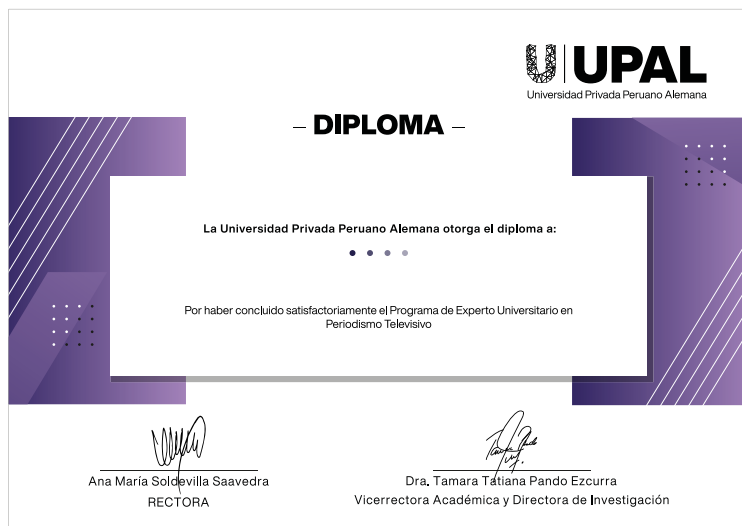 UPAL
Universidad Privada Peruano Alemana
– DIPLOMA –
La Universidad Privada Peruano Alemana otorga el diploma a:
Por haber concluido satisfactoriamente el Programa de Experto Universitario en
Periodismo Televisivo
Ana María Soldevilla Saavedra
RECTORA
Dra. Tamara Tatiana Pando Ezcurra
Vicerrectora Académica y Directora de Investigación